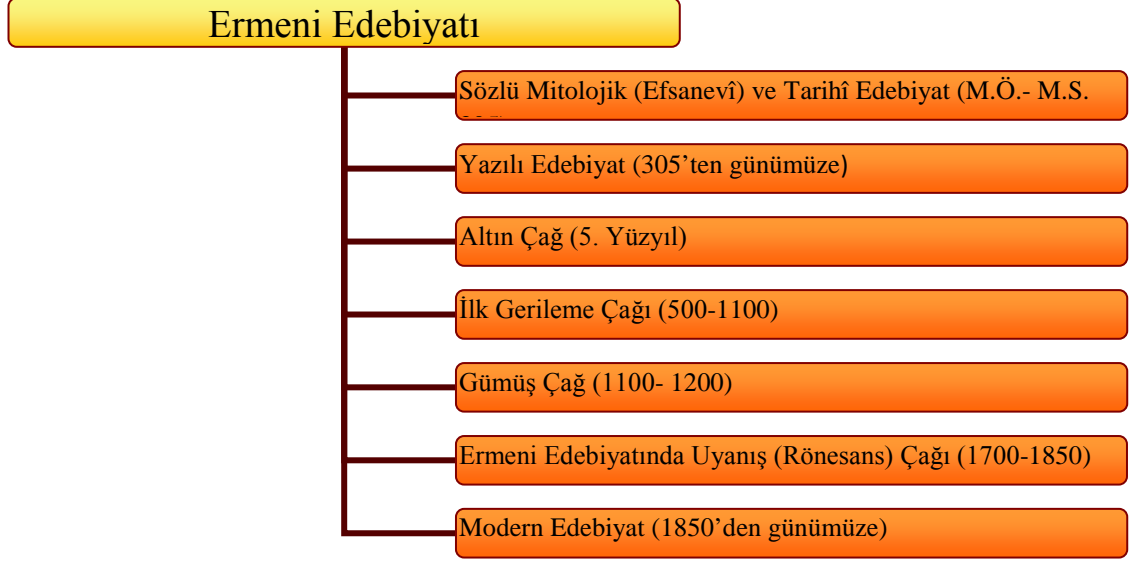 Ermeni Edebiyatı
Sözlü Mitolojik (Efsanevî) ve Tarihî Edebiyat (M.Ö.- M.S.
Yazılı Edebiyat (305’ten günümüze)
Altın Çağ (5. Yüzyıl)
İlk Gerileme Çağı (500-1100)
Gümüş Çağ (1100- 1200)
Ermeni Edebiyatında Uyanış (Rönesans) Çağı (1700-1850)
Modern Edebiyat (1850’den günümüze)